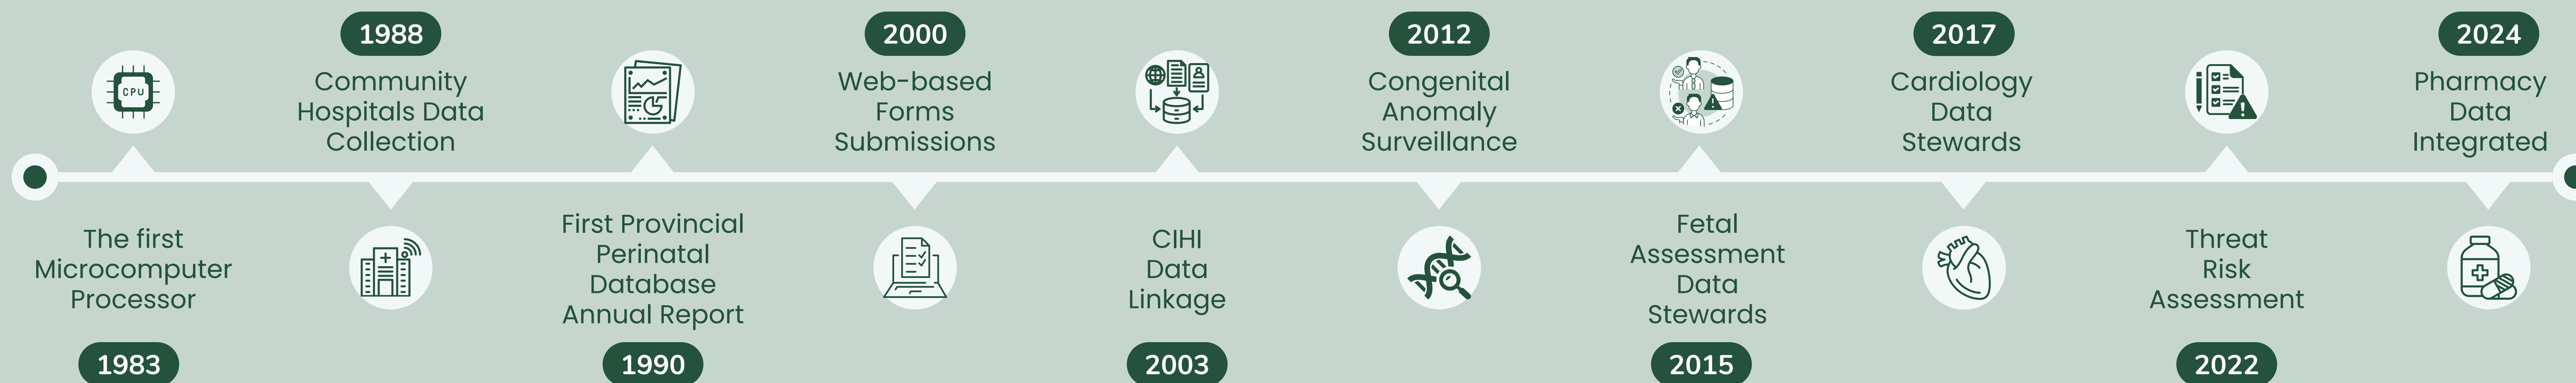 CPU
The first
Microcomputer
Processor
1983
1988
Community
Hospitals Data
Collection
First Provincial
Perinatal
Database
Annual Report
1990
2000
Web-based
Forms
Submissions
CIHI
Data
Linkage
2003
2012
Congenital
Anomaly
Surveillance
Fetal
Assessment
Data
Stewards
2015
2017
Cardiology
Data
Stewards
Threat
Risk
Assessment
2022
2024
Pharmacy
Data
Integrated